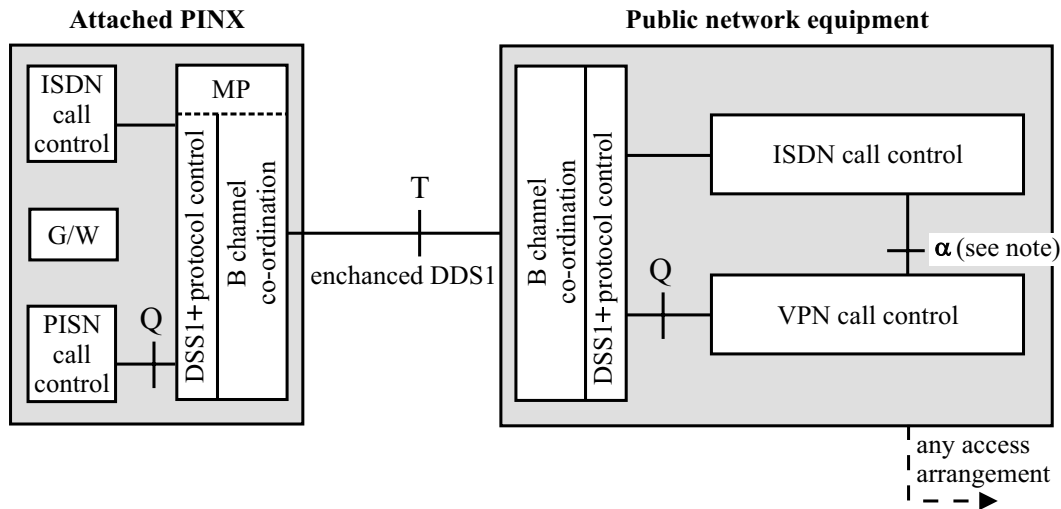 Attached PINX
Public network equipment
ISDN
call
control
MP
G/W
PISN
call
control
Q
DSS1+protocol control
B channel
co-ordination
T
enchanced DDS1
B channel
co-ordination
DSS1+protocol control
ISDN call control
α (see note)
Q
VPN call control
any access
arrangement